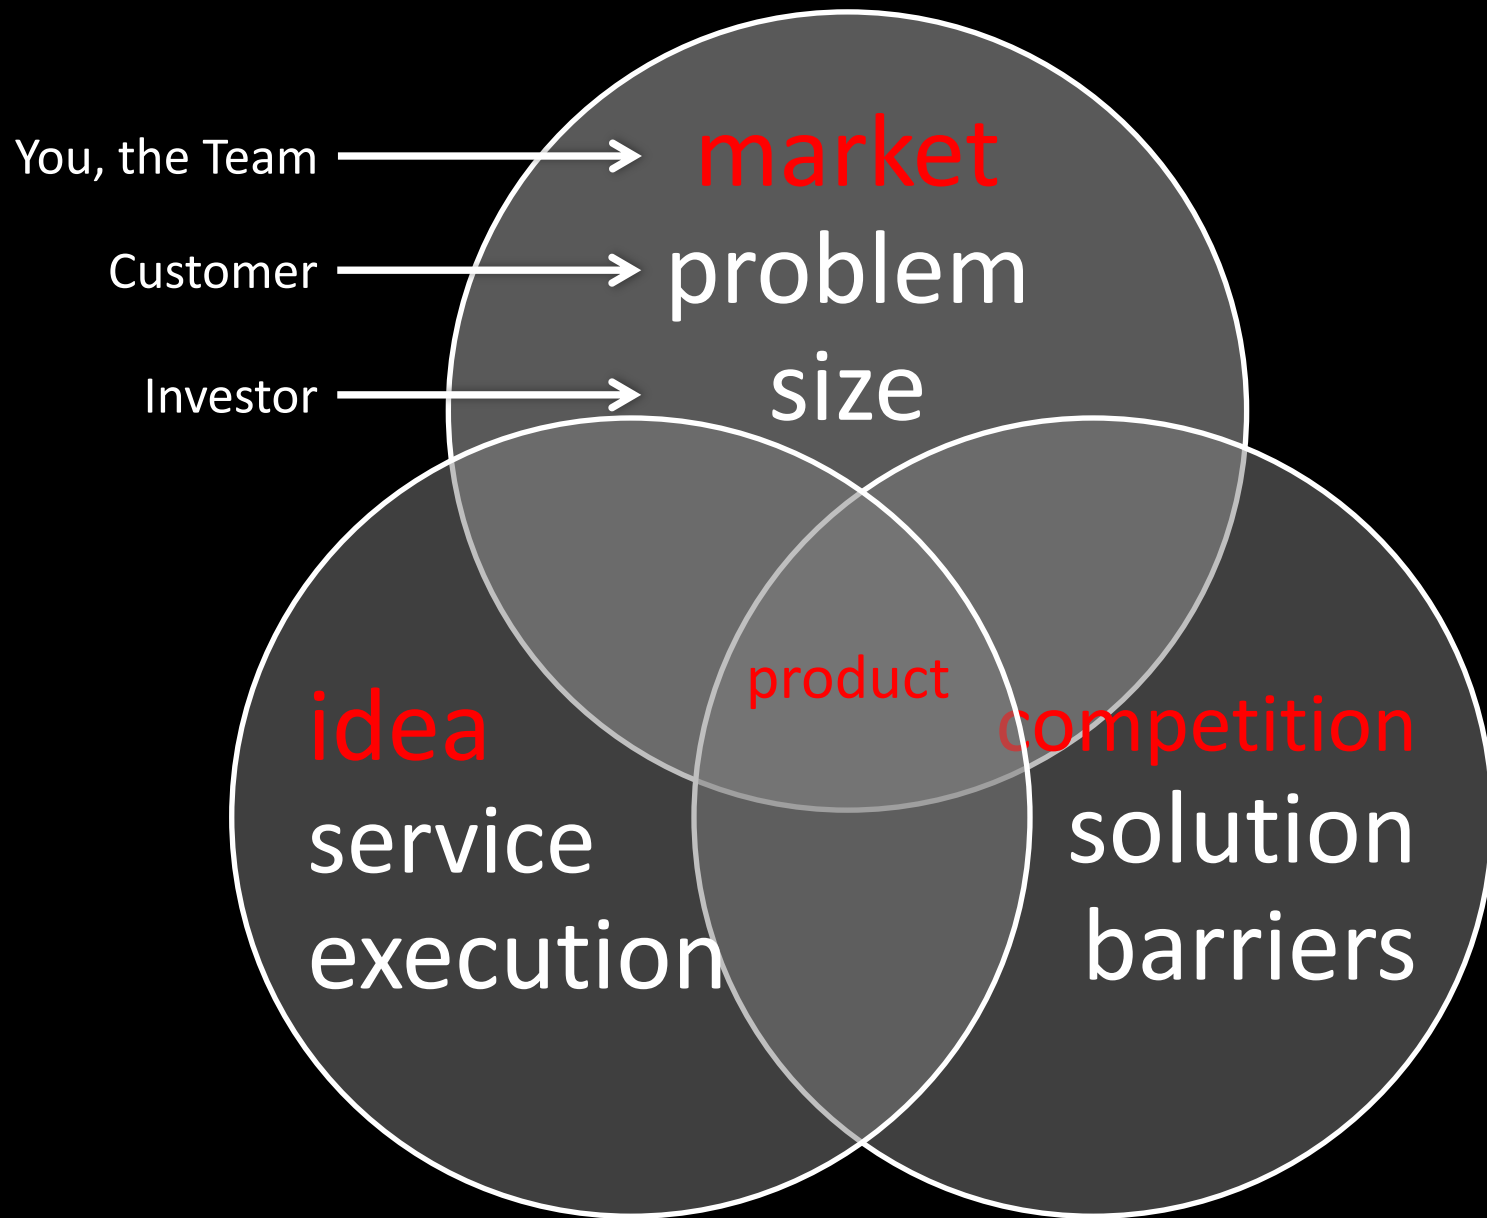 You, the Team
market
Customer
problem
Investor
size
product
idea
service
execution
competition
solution
barriers